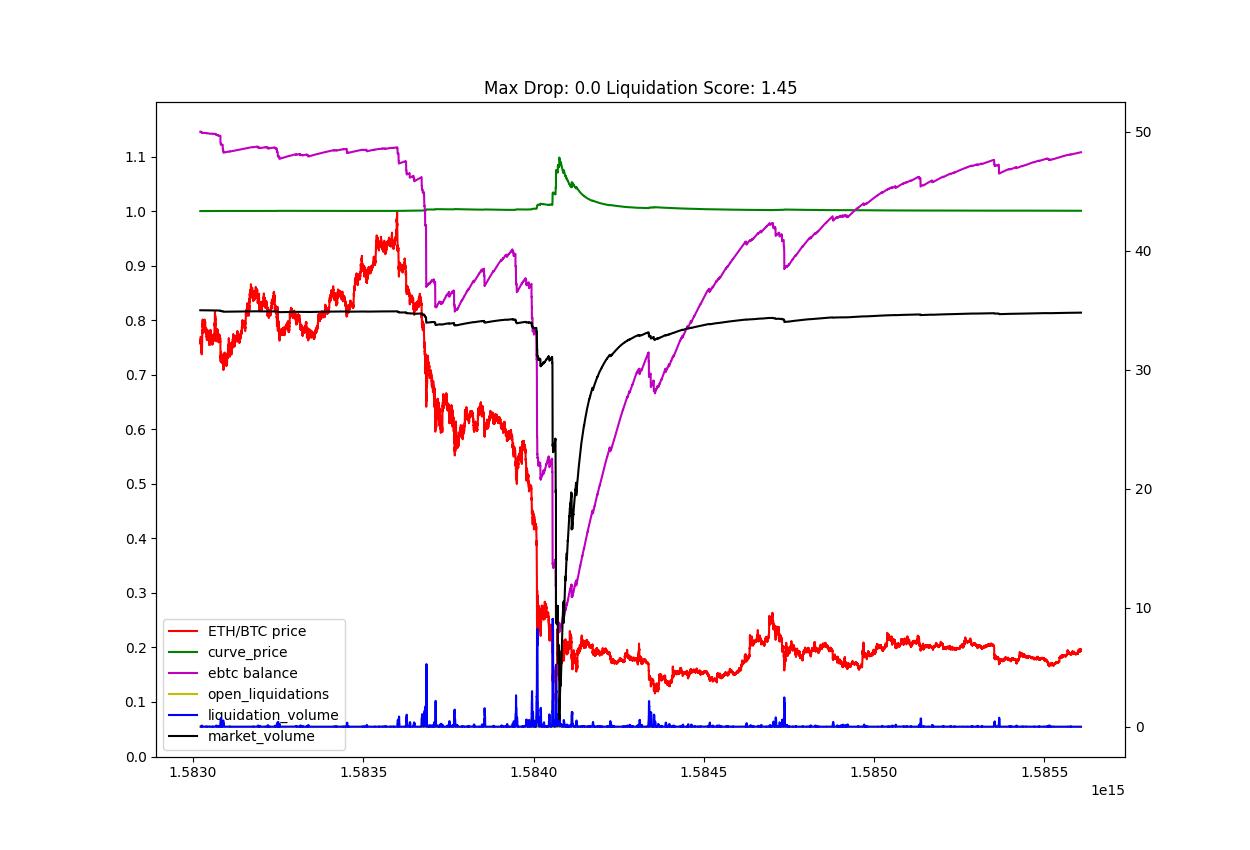 Max Drop: 0.0 Liquidation Score: 1.45
1.1
1.0
0.9
0.8
0.7
0.6
0.5
0.4
0.3
0.2
0.1
0.0
50
40
30
20
10
0
ETH/BTC price
curve_price
ebtc balance
open_liquidations
liquidation_volume
market_volume
1.5830 1.5835 1.5840 1.5845 1.5850 1.5855
1e15